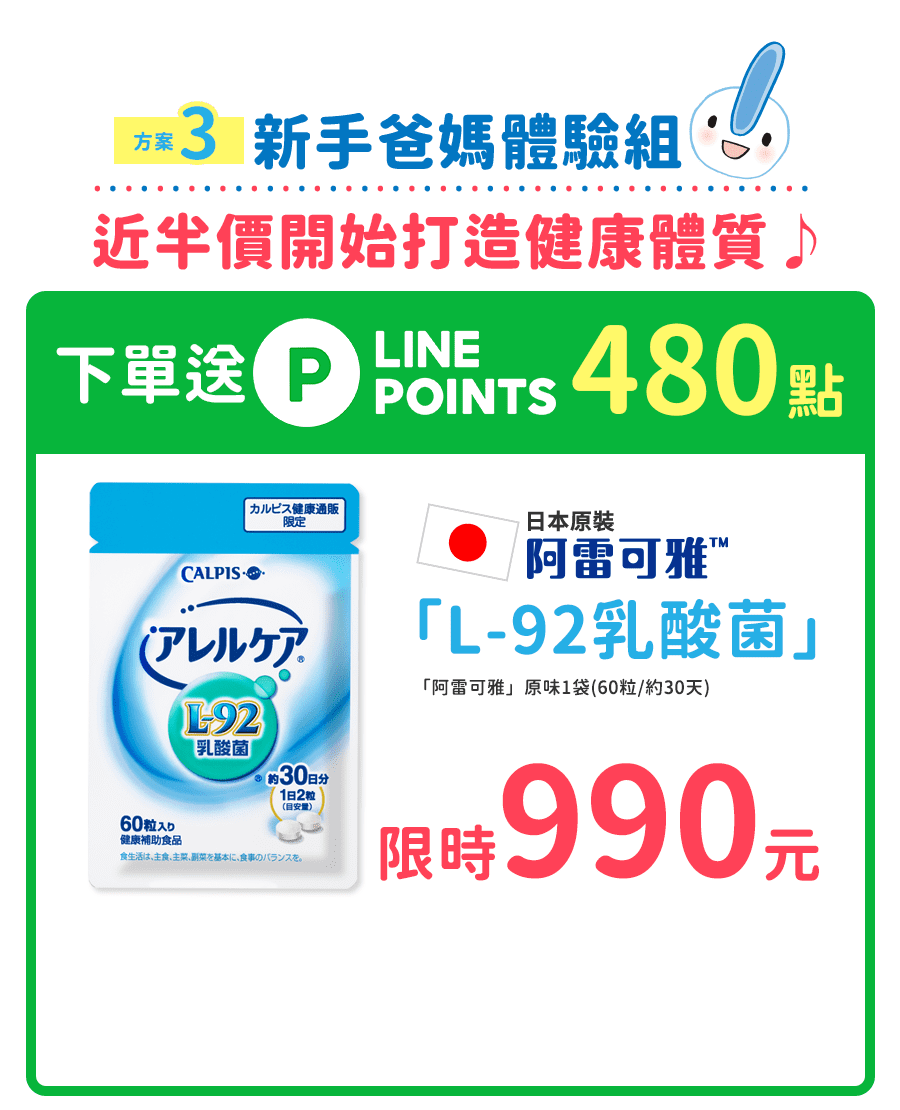 方案3 新手爸媽體驗組
近半價開始打造健康體質♪
下單送 P LINE POINTS 480點
カルピス健康通販
限定
CALPIS
アレルケア®
L-92
乳酸菌
® 約30日分
1日2粒
(目安量)
60粒入り
健康補助食品
食生活は、主食、主菜、副菜を基本に、食事のバランスを。
日本原裝
阿雷可雅™
「L-92乳酸菌」
「阿雷可雅」原味1袋(60粒/約30天)
限時990元